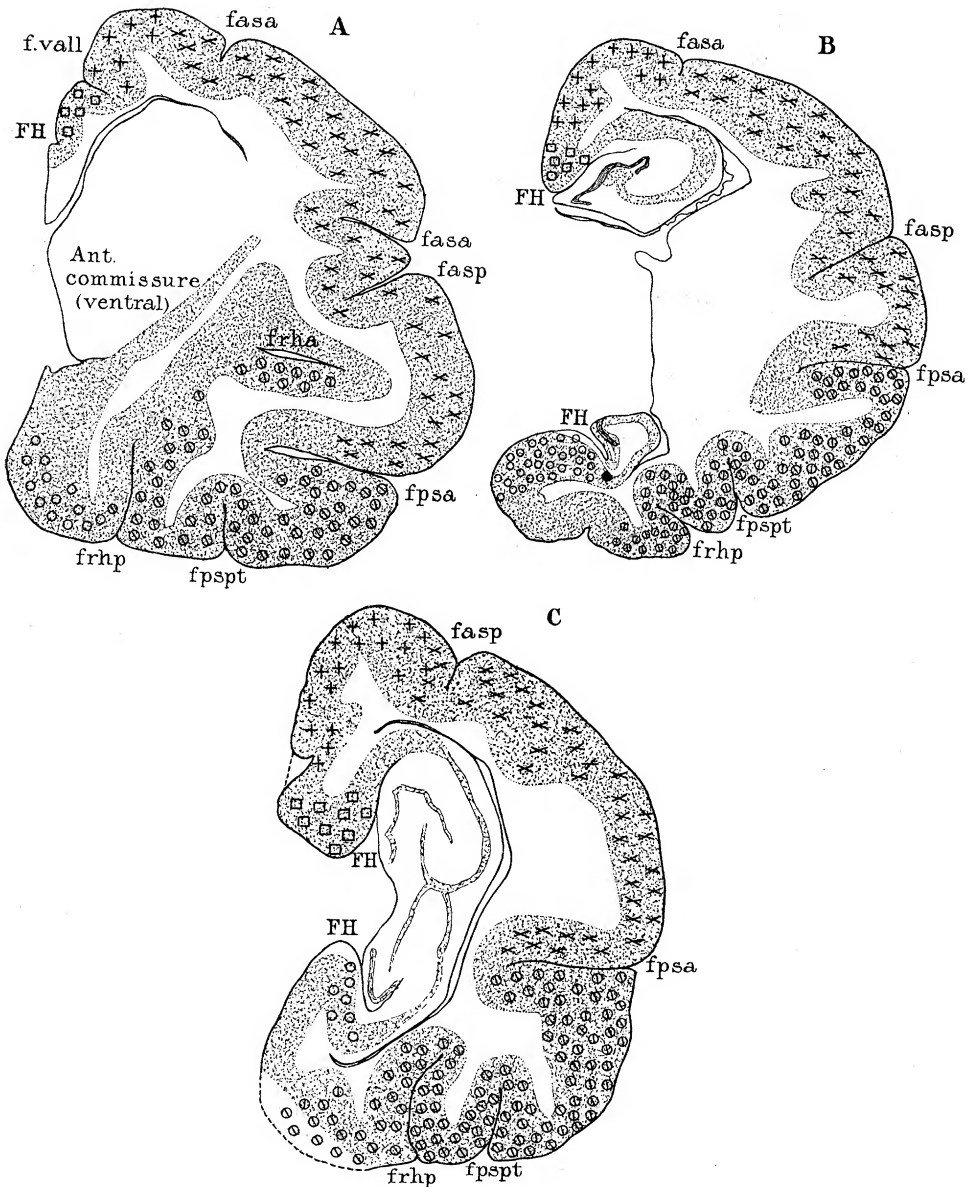 A
fasa
f.vall
FH
Ant.
commissure
(ventral)
fasa
fasp
frha
fpsa
frhp
fpspt
B
fasa
FH
fasp
fpsa
FH
fpspt
frhp
C
fasp
FH
FH
fpsa
frhp
fpspt